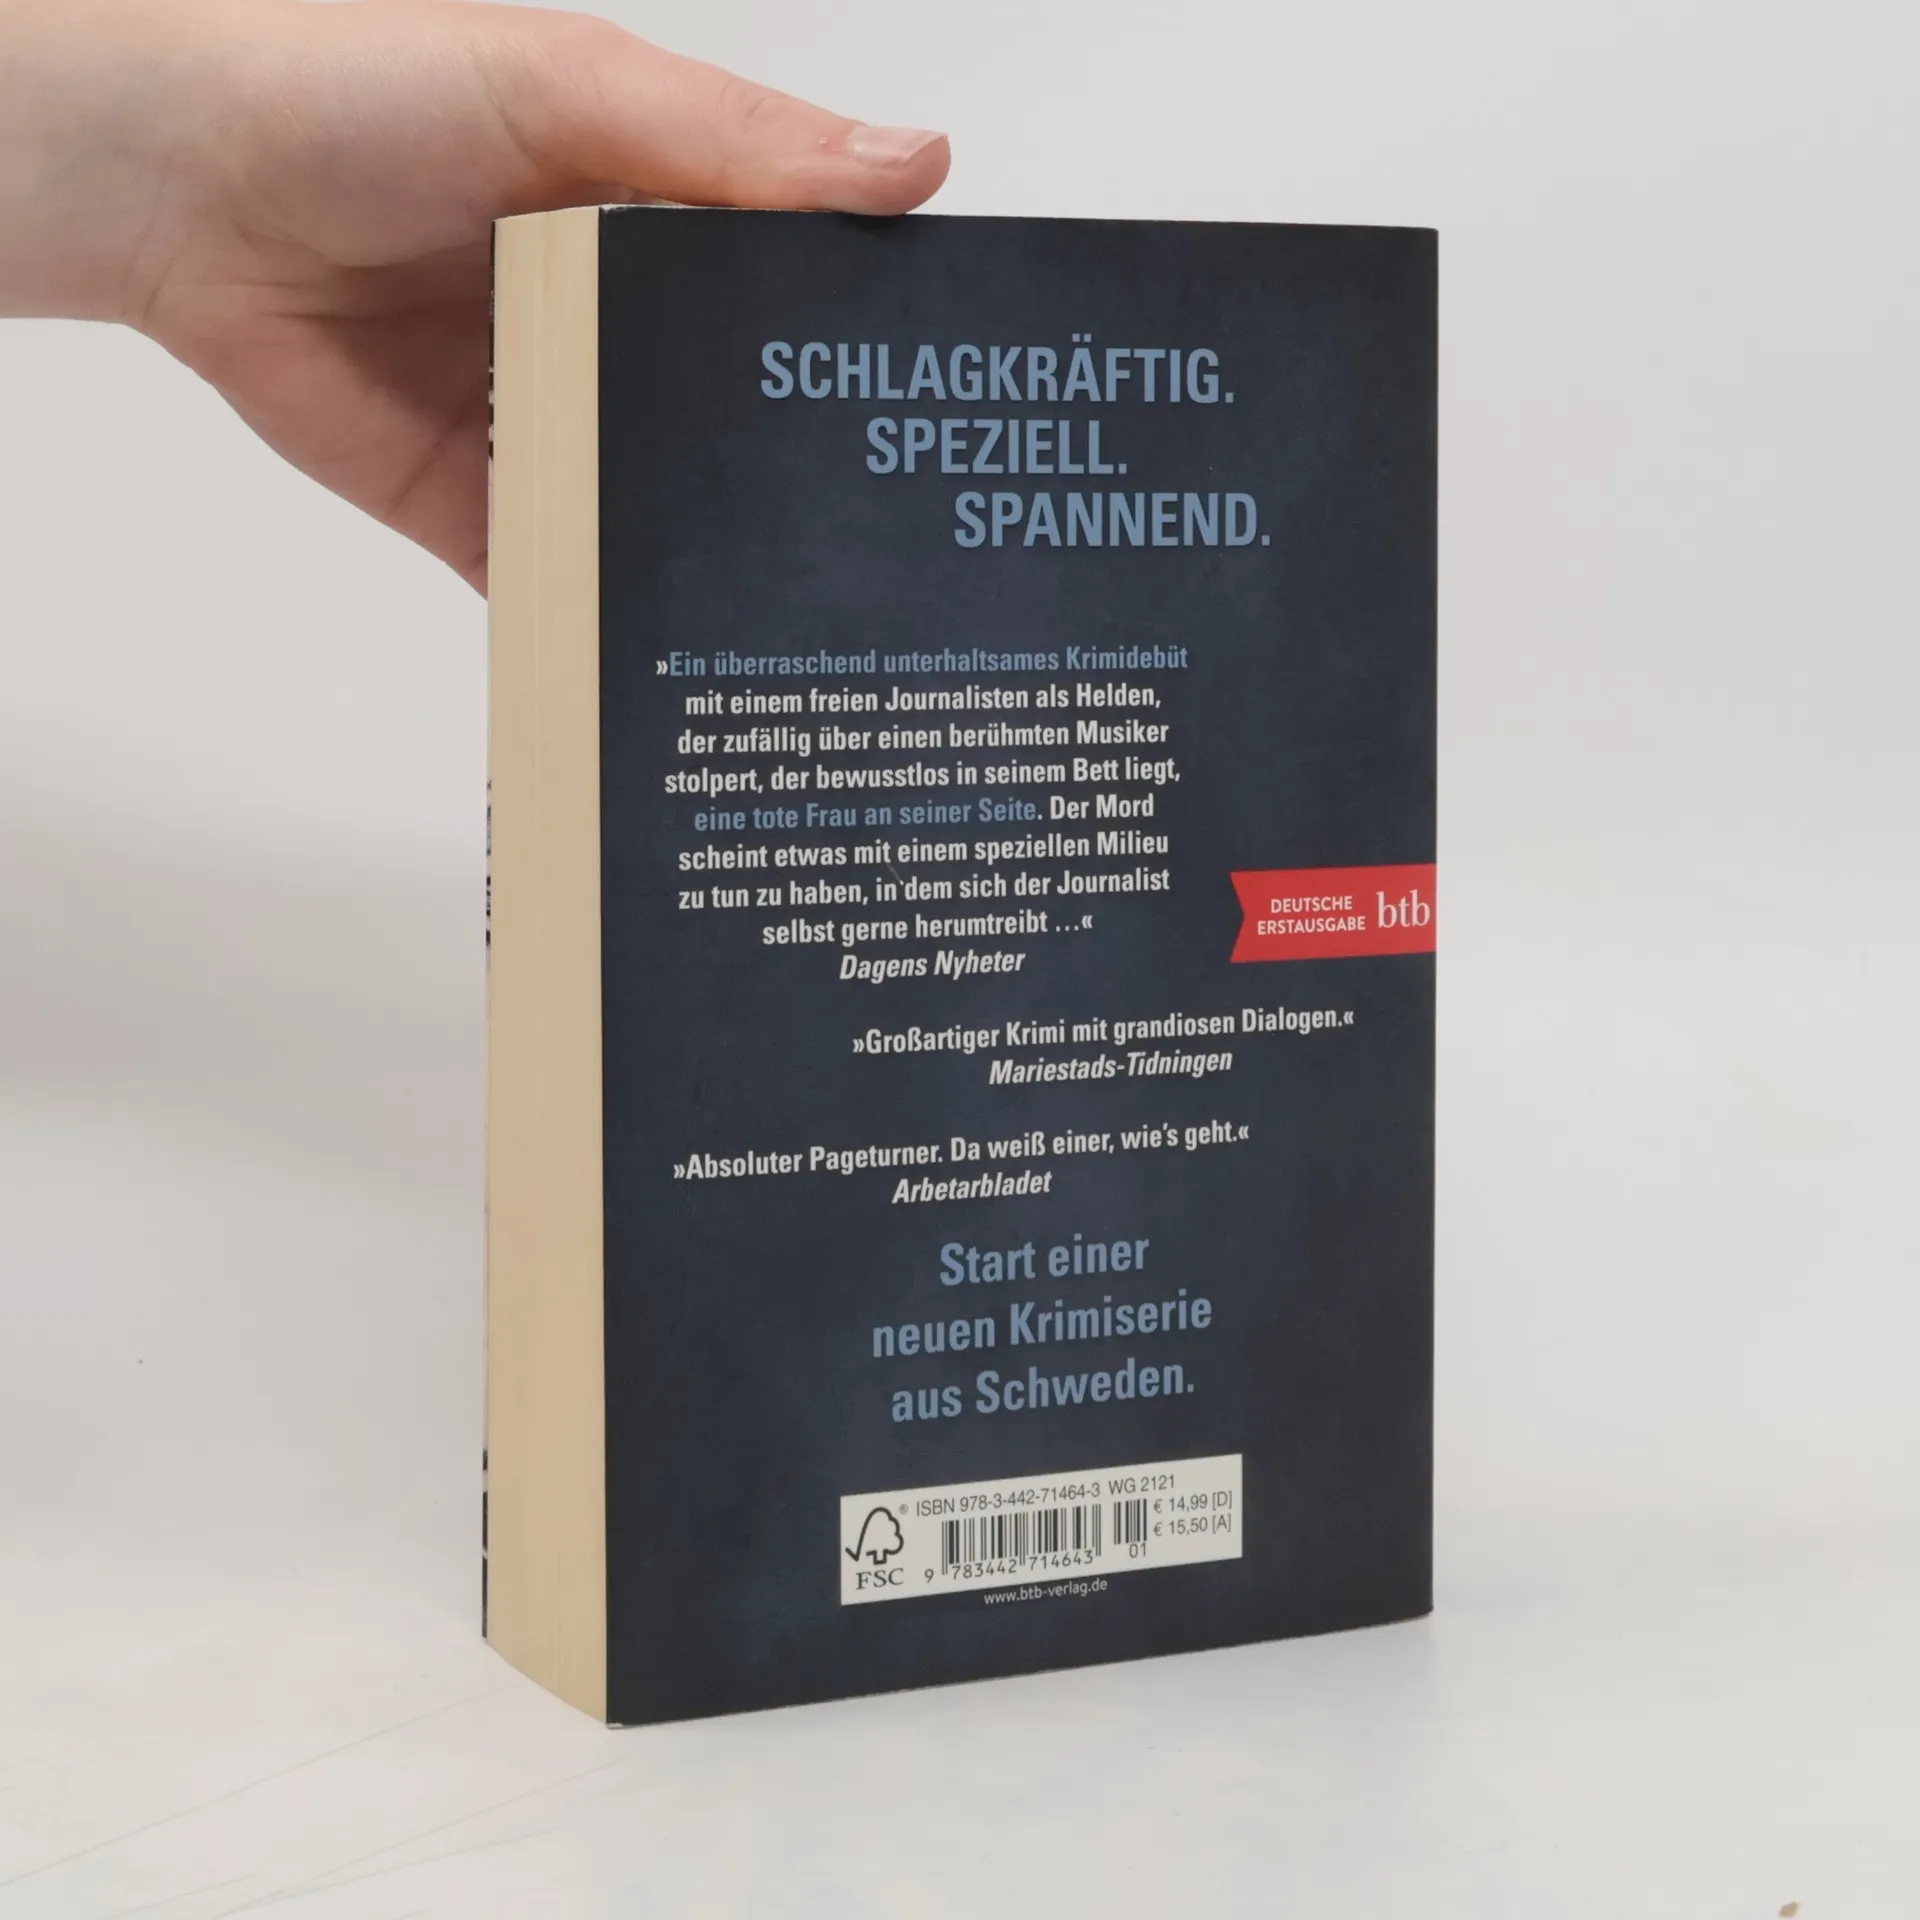 SCHLAGKRÄFTIG.
SPEZIELL.
SPANNEND.
»Ein überraschend unterhaltsames Krimidebüt
mit einem freien Journalisten als Helden,
der zufällig über einen berühmten Musiker
stolpert, der bewusstlos in seinem Bett liegt,
eine tote Frau an seiner Seite. Der Mord
scheint etwas mit einem speziellen Milieu
zu tun zu haben, in dem sich der Journalist
selbst gerne herumtreibt ...«
Dagens Nyheter
DEUTSCHE
ERSTAUSGABE
btb
»Großartiger Krimi mit grandiosen Dialogen.«
Mariestads-Tidningen
»Absoluter Pageturner. Da weiß einer, wie's geht.«
Arbetarbladet
Start einer
neuen Krimiserie
aus Schweden.
® ISBN 978-3-442-71464-3 WG 2121
€ 14,99 [D]
€ 15,50 [A]
FSC
9 783442 714643 01
www.btb-verlag.de